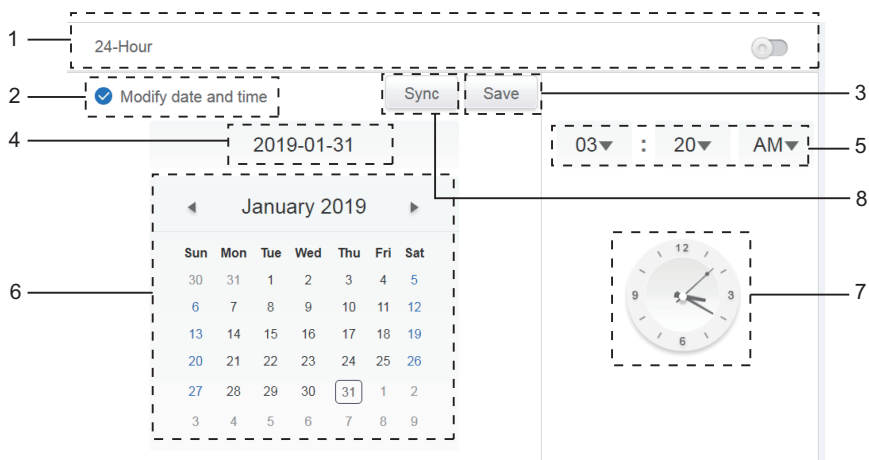 1
24-Hour
2
Modify date and time
Sync
Save
3
4
2019-01-31
03 : 20 AM
5
8
January 2019
Sun Mon Tue Wed Thu Fri Sat
30 31 1 2 3 4 5
6 7 8 9 10 11 12
13 14 15 16 17 18 19
20 21 22 23 24 25 26
27 28 29 30 31 1 2
3 4 5 6 7 8 9
6
12
9 3
6
7